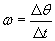 ω = Δθ / Δt